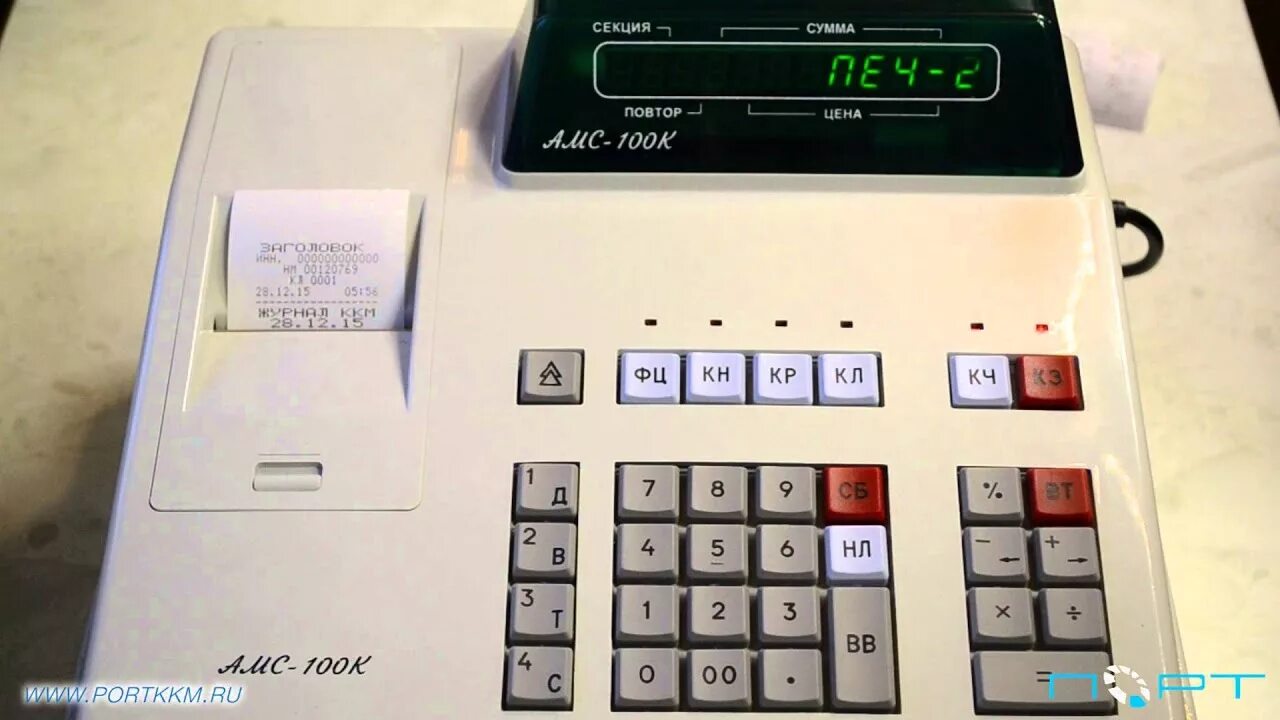 СЕКЦИЯ СУММА
ПЕЧ-2
ПОВТОР ЦЕНА
АМС-100К
ЗАГОЛОВОК
ИНН. 000000000000
НМ 00120769
КЛ 0001
28.12.15 05:56
ЖУРНАЛ ККМ
28.12.15
ФЦ КН КР КЛ КЧ КЗ
1 Д 7 8 9 СБ % ВТ
2 В 4 5 6 НЛ - ← + →
3 Т 1 2 3 ВВ × ÷
4 С 0 00 . =
АМС-100К
WWW.PORTKKM.RU
ПОРТ